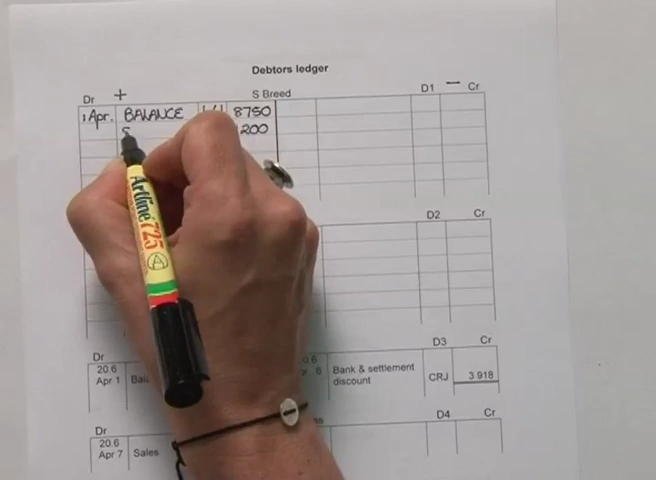 Debtors ledger
Dr + S Breed D1 − Cr
1 Apr. BALANCE 8750
S 200
D2 Cr
Dr D3 Cr
20.6
Apr 1 Bank & settlement discount CRJ 3 918
Dr D4 Cr
20.6
Apr 7 Sales
Artline 725
A